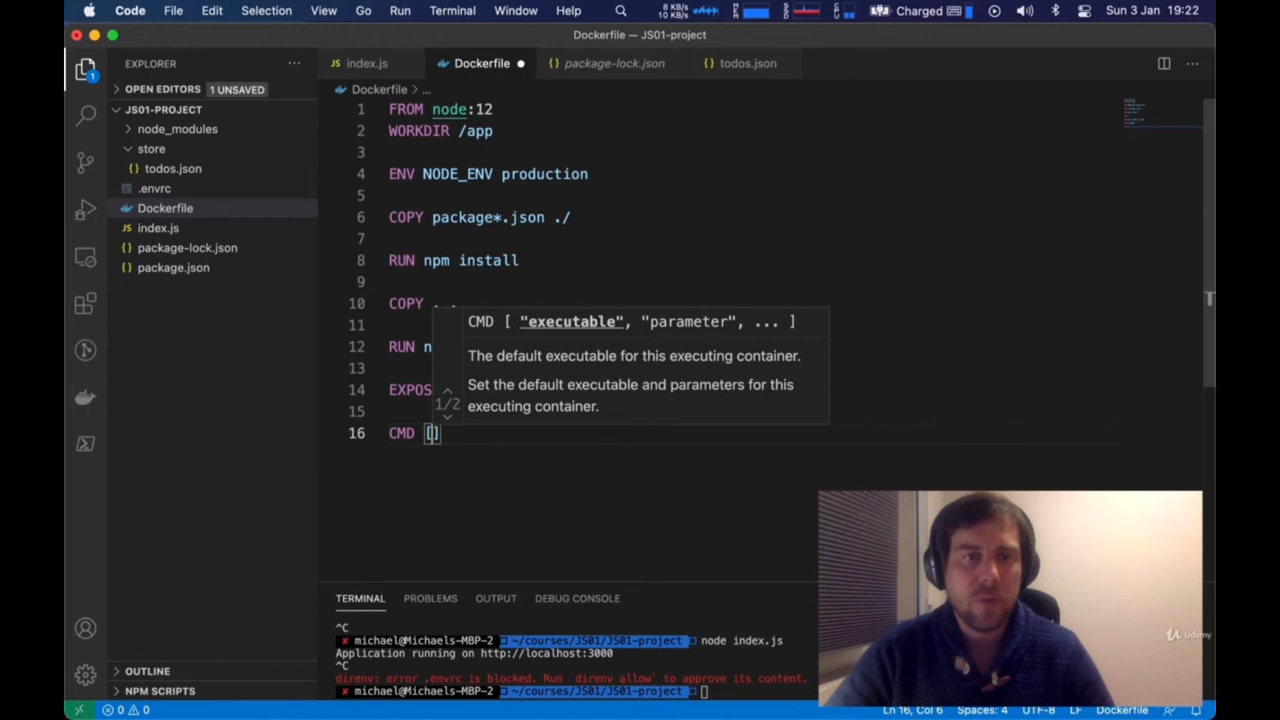 Code File Edit Selection View Go Run Terminal Window Help 8 KB/s 10 KB/s Charged Sun 3 Jan 19:22
Dockerfile — JS01-project
EXPLORER
index.js Dockerfile package-lock.json todos.json
OPEN EDITORS 1 UNSAVED
Dockerfile > ...
JS01-PROJECT
node_modules
store
todos.json
.envrc
Dockerfile
index.js
package-lock.json
package.json
1 FROM node:12
2 WORKDIR /app
3
4 ENV NODE_ENV production
5
6 COPY package*.json ./
7
8 RUN npm install
9
10 COPY . .
11
12 RUN n
13
14 EXPOS
15
16 CMD []
CMD [ "executable", "parameter", ... ]
The default executable for this executing container.
Set the default executable and parameters for this
executing container.
1/2
TERMINAL PROBLEMS OUTPUT DEBUG CONSOLE
^C
✘ michael@Michaels-MBP-2 ~/courses/JS01/JS01-project node index.js
Application running on http://localhost:3000
^C
direnv: error .envrc is blocked. Run `direnv allow` to approve its content.
✘ michael@Michaels-MBP-2 ~/courses/JS01/JS01-project
OUTLINE
NPM SCRIPTS
1
0 0 Ln 16, Col 6 Spaces: 4 UTF-8 LF Dockerfile
Udemy